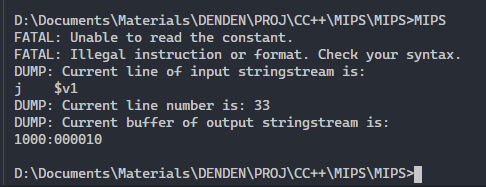 D:\Documents\Materials\DENDEN\PROJ\CC++\MIPS\MIPS>MIPS
FATAL: Unable to read the constant.
FATAL: Illegal instruction or format. Check your syntax.
DUMP: Current line of input stringstream is:
j    $v1
DUMP: Current line number is: 33
DUMP: Current buffer of output stringstream is:
1000:000010
D:\Documents\Materials\DENDEN\PROJ\CC++\MIPS\MIPS>